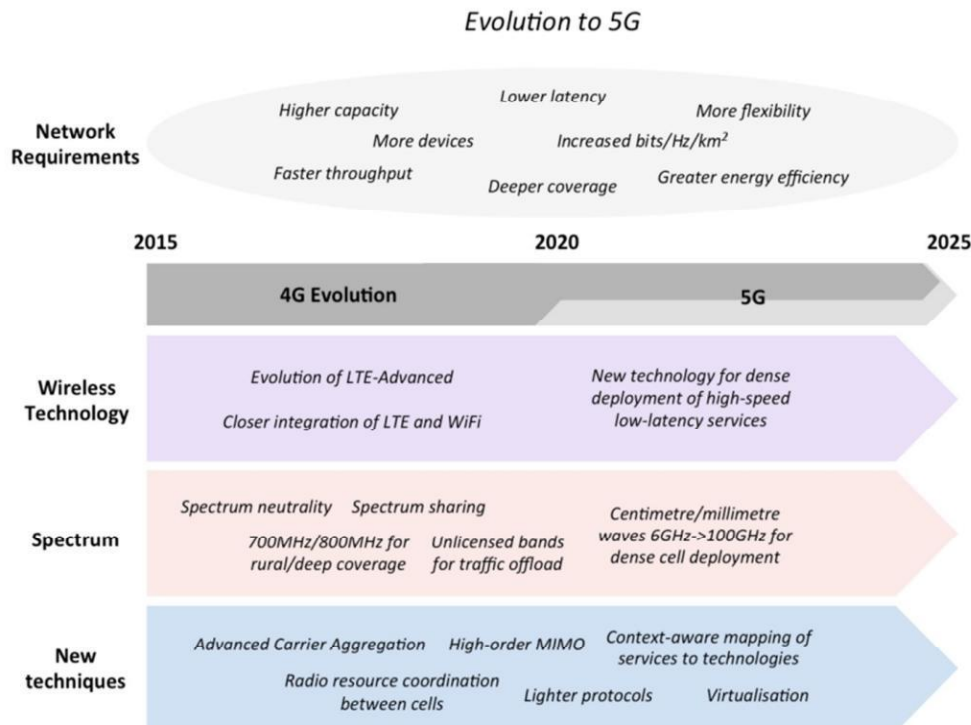 Evolution to 5G
Network
Requirements
Higher capacity
Lower latency
More flexibility
More devices
Increased bits/Hz/km²
Faster throughput
Deeper coverage
Greater energy efficiency
2015
2020
2025
4G Evolution
5G
Wireless
Technology
Evolution of LTE-Advanced
Closer integration of LTE and WiFi
New technology for dense
deployment of high-speed
low-latency services
Spectrum
Spectrum neutrality
Spectrum sharing
700MHz/800MHz for
rural/deep coverage
Unlicensed bands
for traffic offload
Centimetre/millimetre
waves 6GHz->100GHz for
dense cell deployment
New
techniques
Advanced Carrier Aggregation
High-order MIMO
Context-aware mapping of
services to technologies
Radio resource coordination
between cells
Lighter protocols
Virtualisation